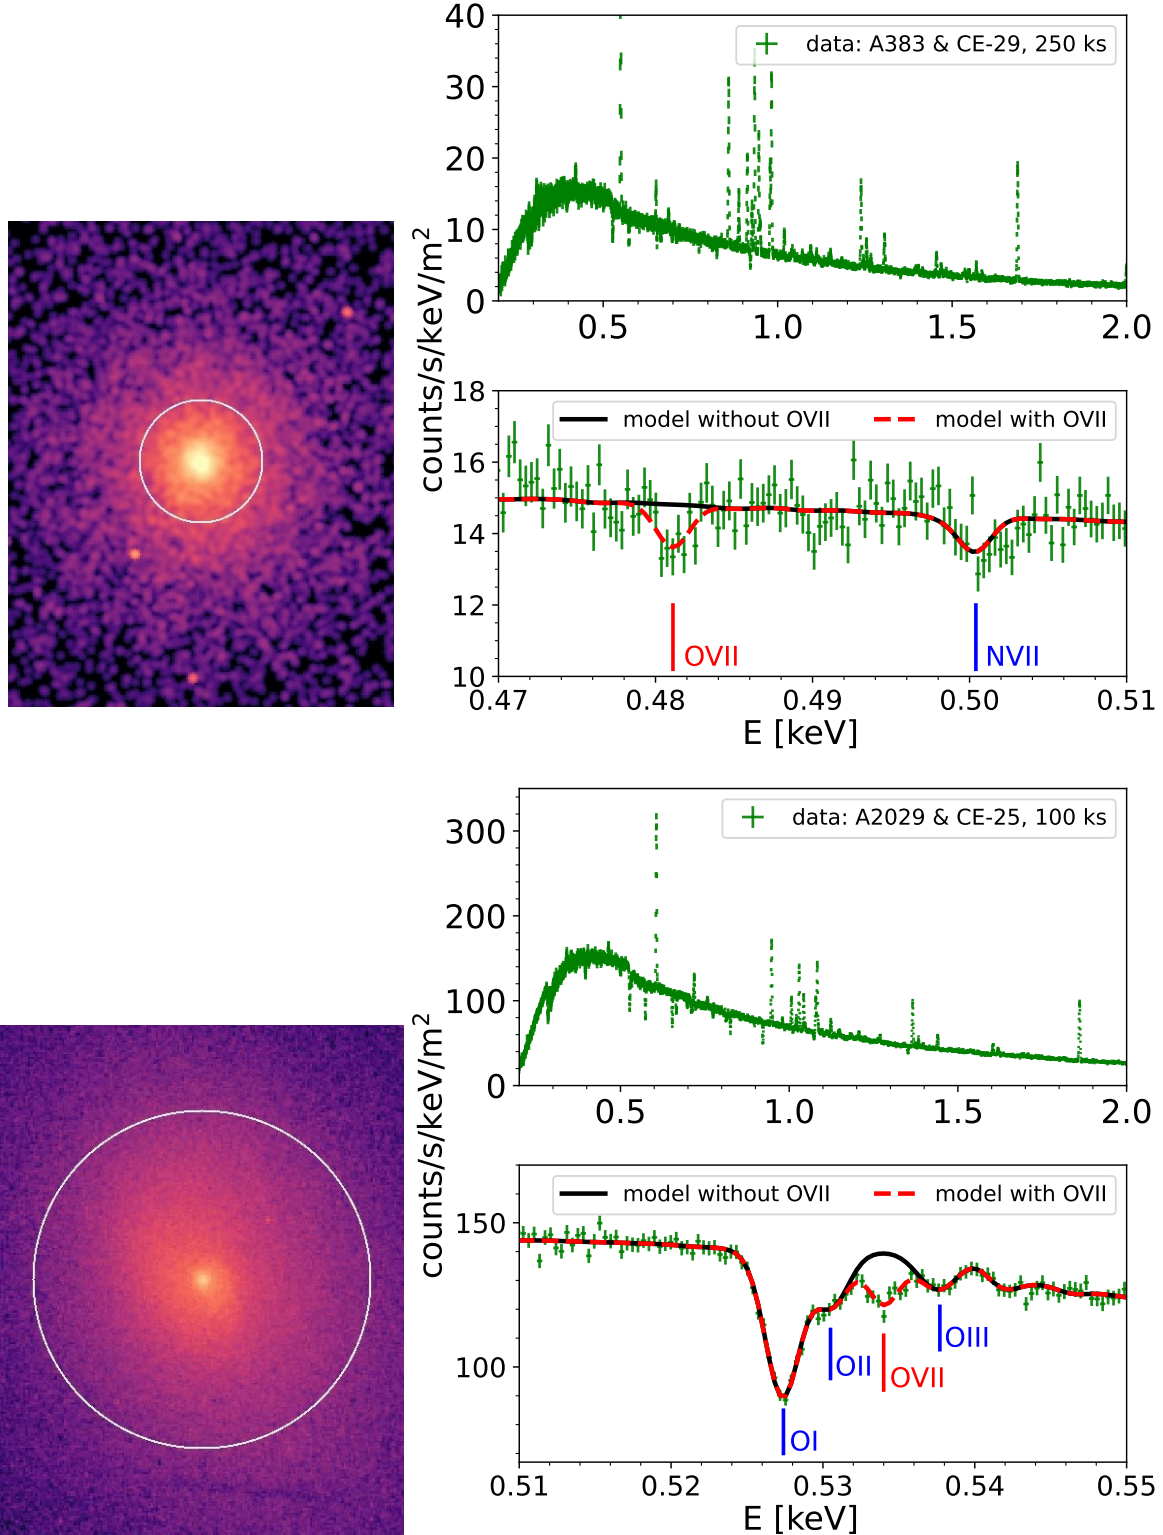 40
30
20
10
0
data: A383 & CE-29, 250 ks
0.5 1.0 1.5 2.0
counts/s/keV/m²
18
16
14
12
10
model without OVII model with OVII
OVII NVII
0.47 0.48 0.49 0.50 0.51
E [keV]
300
200
100
0
data: A2029 & CE-25, 100 ks
0.5 1.0 1.5 2.0
counts/s/keV/m²
150
100
model without OVII model with OVII
OIII
OII OVII
OI
0.51 0.52 0.53 0.54 0.55
E [keV]